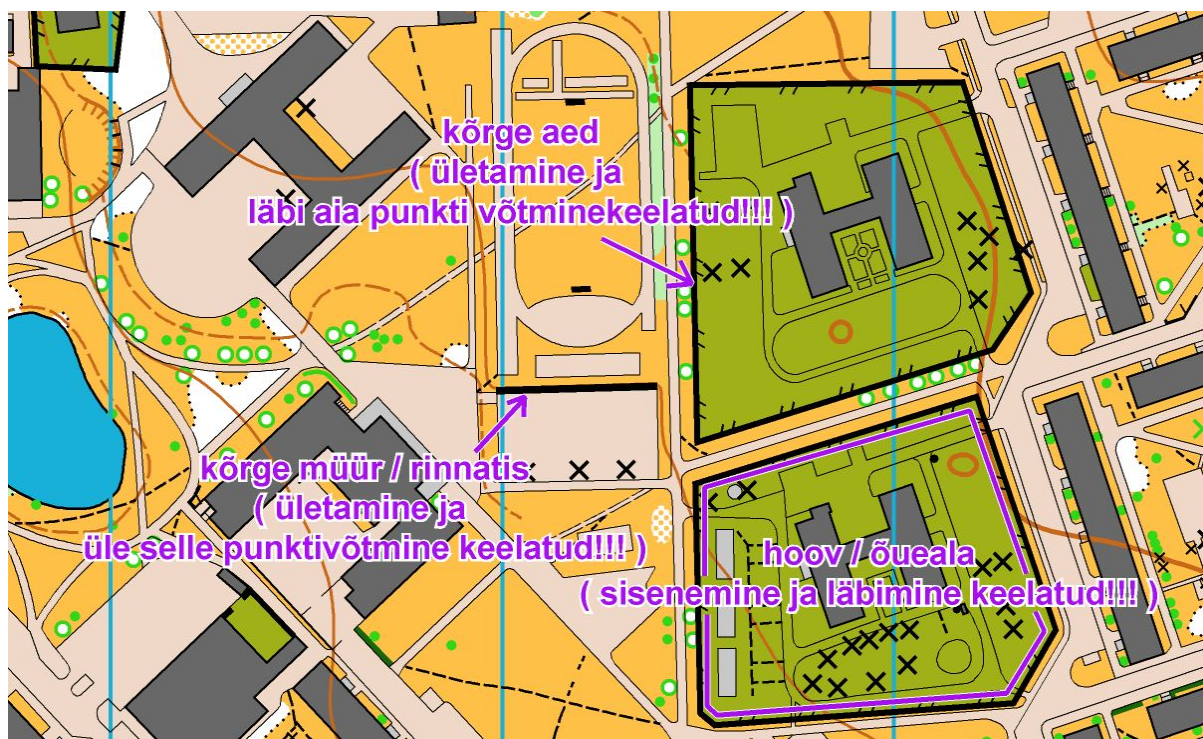 kõrge aed
( ületamine ja
läbi aia punkti võtminekeelatud!!! )
kõrge müür / rinnatis
( ületamine ja
üle selle punktivõtmine keelatud!!! )
hoov / õueala
( sisenemine ja läbimine keelatud!!! )